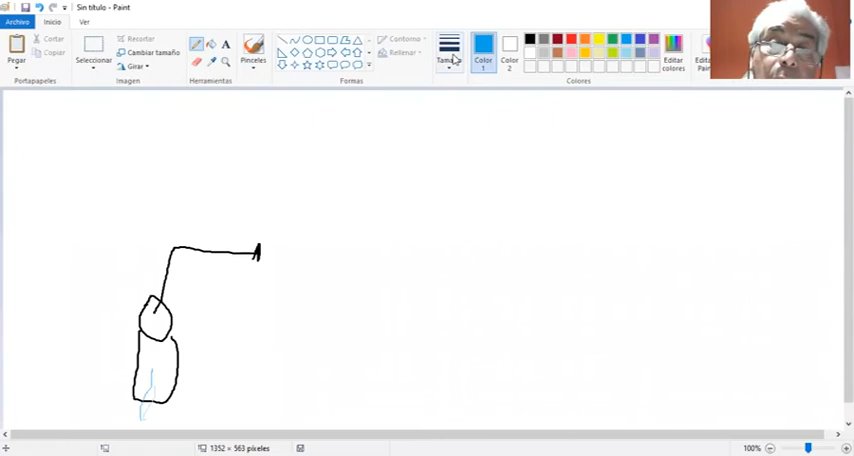 Sin título - Paint
Archivo Inicio Ver
Pegar
Cortar
Copiar
Portapapeles
Seleccionar
Recortar
Cambiar tamaño
Girar
Imagen
A
Herramientas
Pinceles
Contorno
Rellenar
Formas
Tamaño
Color 1
Color 2
Colores
Editar colores
1352 × 563 píxeles
100%